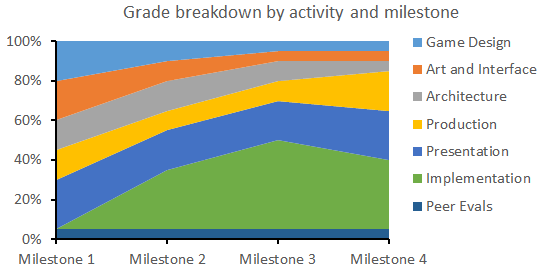 Grade breakdown by activity and milestone
100%
80%
60%
40%
20%
0%
Milestone 1 Milestone 2 Milestone 3 Milestone 4
Game Design
Art and Interface
Architecture
Production
Presentation
Implementation
Peer Evals